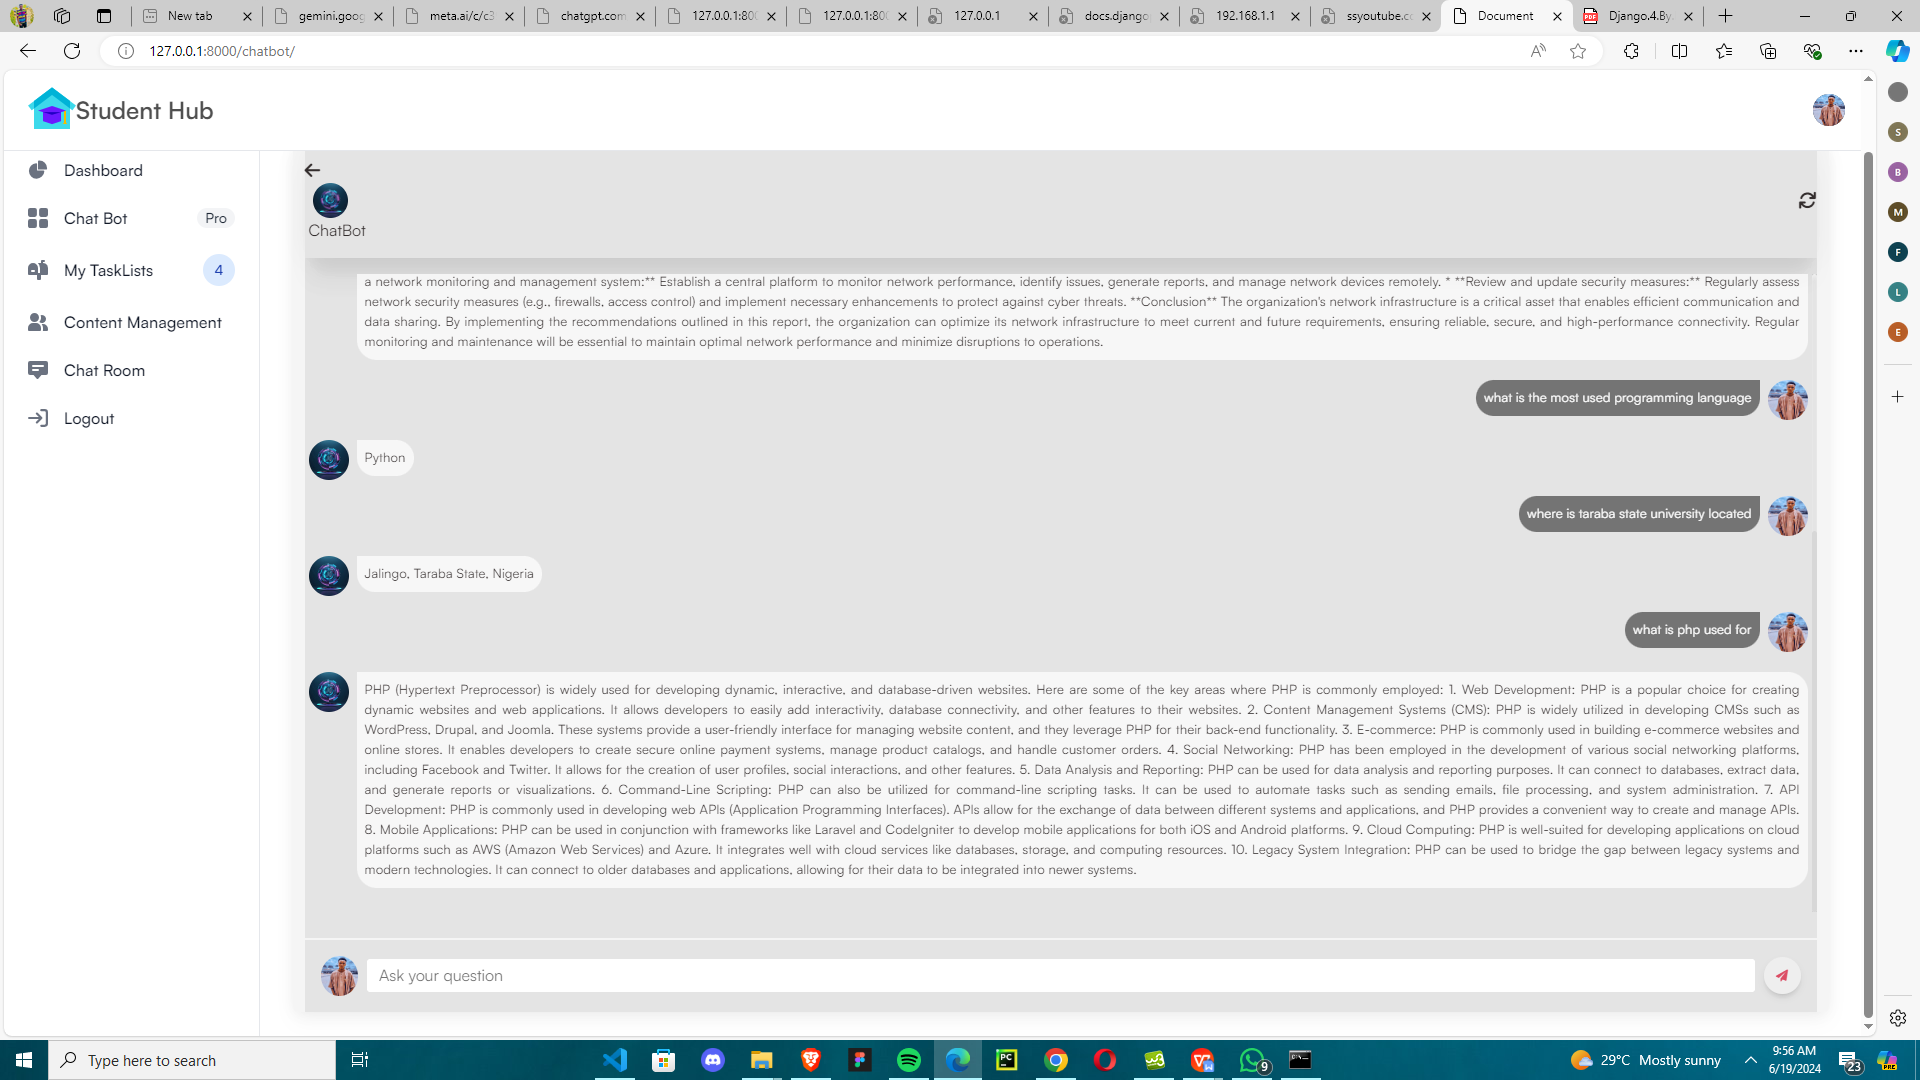 New tab
gemini.goog
meta.ai/c/c3
chatgpt.com
127.0.0.1:800
127.0.0.1:800
127.0.0.1
docs.django
192.168.1.1
ssyoutube.co
Document
Django.4.By.
127.0.0.1:8000/chatbot/
Student Hub
S
B
M
F
L
E
Dashboard
Chat Bot Pro
My TaskLists 4
Content Management
Chat Room
Logout
ChatBot
a network monitoring and management system:** Establish a central platform to monitor network performance, identify issues, generate reports, and manage network devices remotely. * **Review and update security measures:** Regularly assess
network security measures (e.g., firewalls, access control) and implement necessary enhancements to protect against cyber threats. **Conclusion** The organization's network infrastructure is a critical asset that enables efficient communication and
data sharing. By implementing the recommendations outlined in this report, the organization can optimize its network infrastructure to meet current and future requirements, ensuring reliable, secure, and high-performance connectivity. Regular
monitoring and maintenance will be essential to maintain optimal network performance and minimize disruptions to operations.
what is the most used programming language
Python
where is taraba state university located
Jalingo, Taraba State, Nigeria
what is php used for
PHP (Hypertext Preprocessor) is widely used for developing dynamic, interactive, and database-driven websites. Here are some of the key areas where PHP is commonly employed: 1. Web Development: PHP is a popular choice for creating
dynamic websites and web applications. It allows developers to easily add interactivity, database connectivity, and other features to their websites. 2. Content Management Systems (CMS): PHP is widely utilized in developing CMSs such as
WordPress, Drupal, and Joomla. These systems provide a user-friendly interface for managing website content, and they leverage PHP for their back-end functionality. 3. E-commerce: PHP is commonly used in building e-commerce websites and
online stores. It enables developers to create secure online payment systems, manage product catalogs, and handle customer orders. 4. Social Networking: PHP has been employed in the development of various social networking platforms,
including Facebook and Twitter. It allows for the creation of user profiles, social interactions, and other features. 5. Data Analysis and Reporting: PHP can be used for data analysis and reporting purposes. It can connect to databases, extract data,
and generate reports or visualizations. 6. Command-Line Scripting: PHP can also be utilized for command-line scripting tasks. It can be used to automate tasks such as sending emails, file processing, and system administration. 7. API
Development: PHP is commonly used in developing web APIs (Application Programming Interfaces). APIs allow for the exchange of data between different systems and applications, and PHP provides a convenient way to create and manage APIs.
8. Mobile Applications: PHP can be used in conjunction with frameworks like Laravel and CodeIgniter to develop mobile applications for both iOS and Android platforms. 9. Cloud Computing: PHP is well-suited for developing applications on cloud
platforms such as AWS (Amazon Web Services) and Azure. It integrates well with cloud services like databases, storage, and computing resources. 10. Legacy System Integration: PHP can be used to bridge the gap between legacy systems and
modern technologies. It can connect to older databases and applications, allowing for their data to be integrated into newer systems.
Ask your question
Type here to search
9
29°C Mostly sunny
9:56 AM
6/19/2024
23